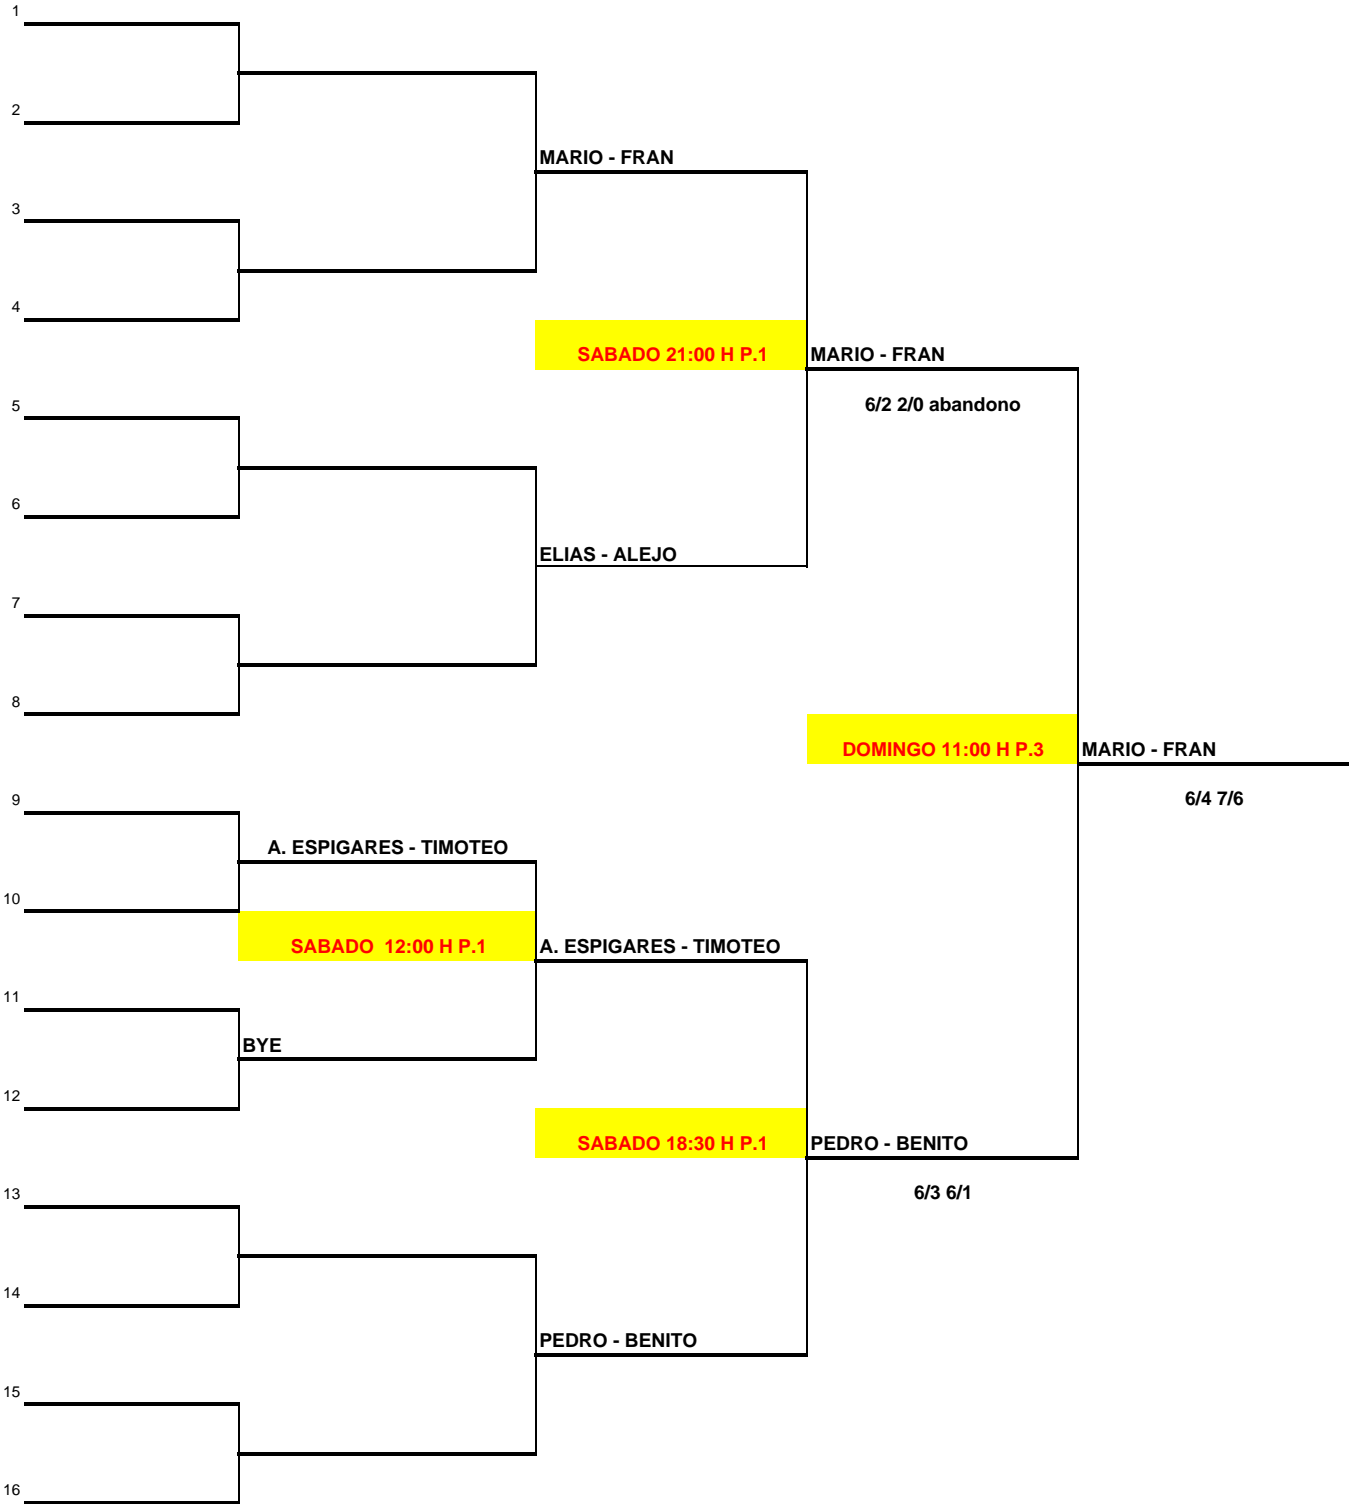 1
2
MARIO - FRAN
3
4
SABADO 21:00 H P.1
MARIO - FRAN
6/2 2/0 abandono
5
6
ELIAS - ALEJO
7
8
DOMINGO 11:00 H P.3
MARIO - FRAN
6/4 7/6
9
A. ESPIGARES - TIMOTEO
10
SABADO  12:00 H P.1
A. ESPIGARES - TIMOTEO
11
BYE
12
SABADO 18:30 H P.1
PEDRO - BENITO
6/3 6/1
13
14
PEDRO - BENITO
15
16